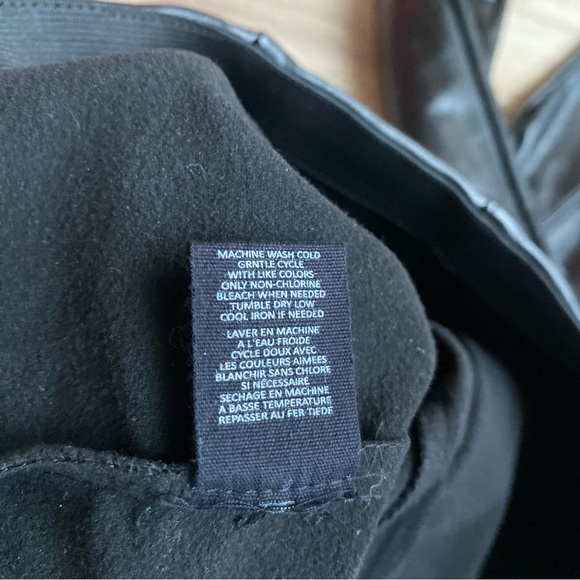 MACHINE WASH COLD
GRNTLE CYCLE
WITH LIKE COLORS
ONLY NON-CHLORINE
BLEACH WHEN NEEDED
TUMBLE DRY LOW
COOL IRON IF NEEDED
LAVER EN MACHINE
A L'EAU FROIDE
CYCLE DOUX AVEC
LES COULEURS AIMEES
BLANCHIR SANS CHLORE
SI NÉCESSAIRE
SECHAGE EN MACHINE
A BASSE TEMPERATURE
REPASSER AU FER TIEDE